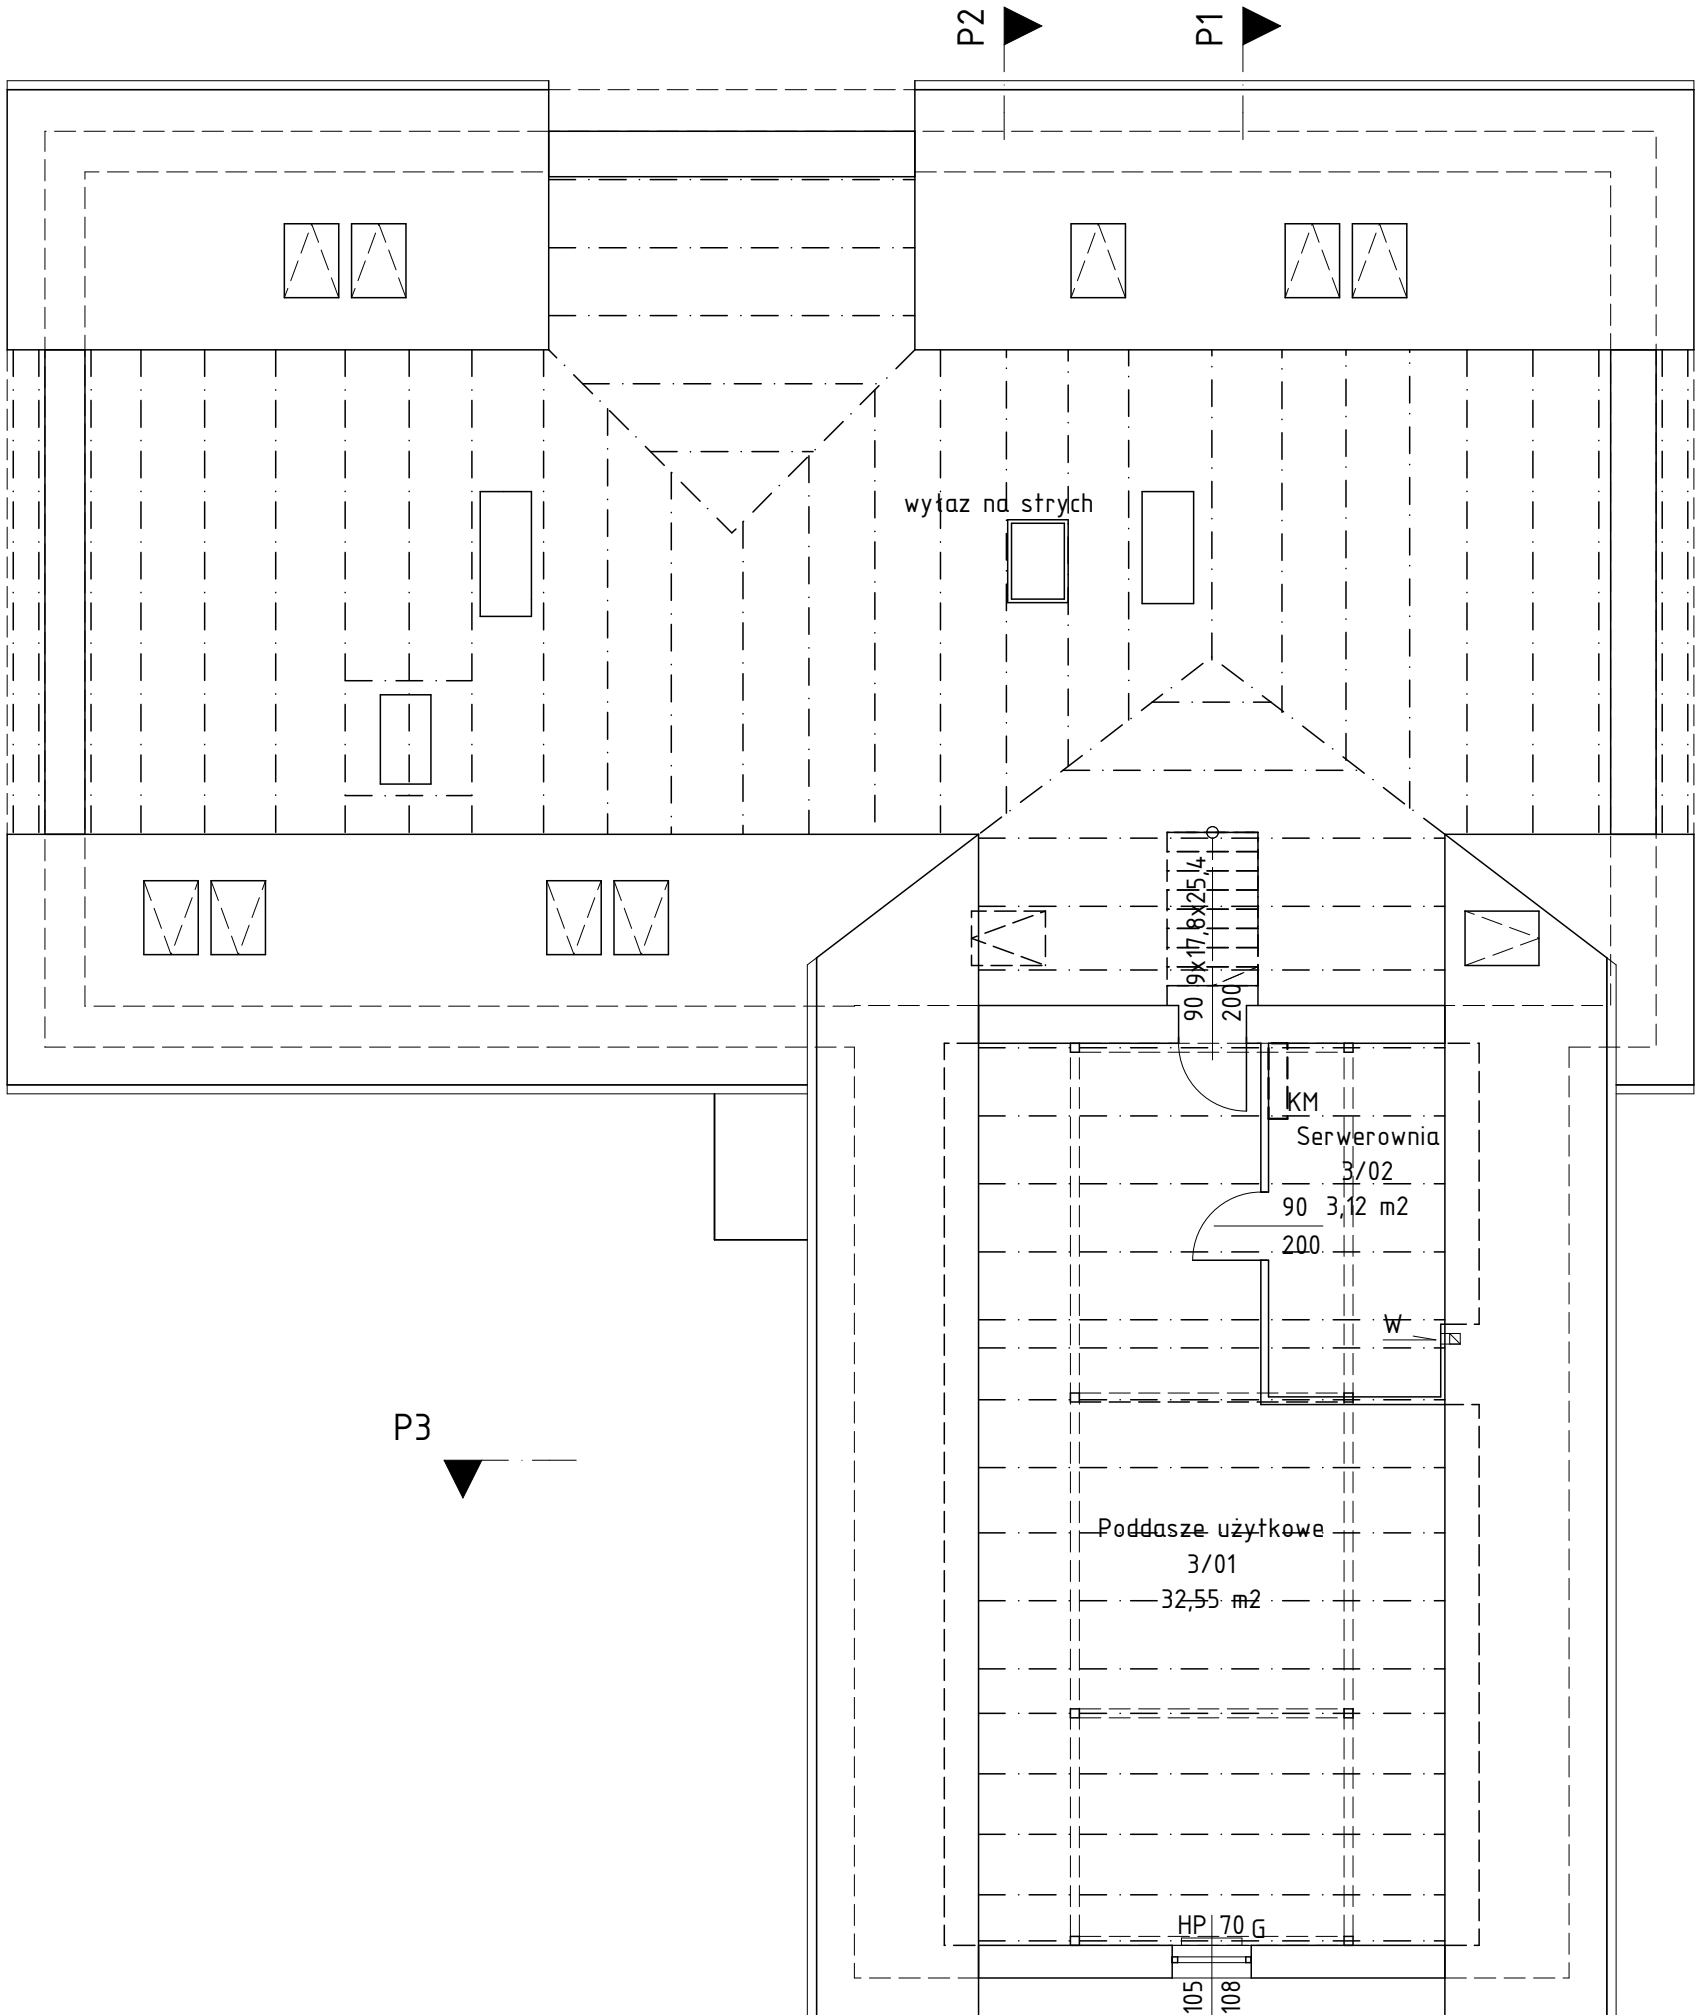 P2
P1
wyłaz na strych
9x17,8x25,4
90
200
KM
Serwerownia
3/02
3,12 m2
90
200
W
P3
Poddasze użytkowe
3/01
32,55 m2
HP 70
G
105
108